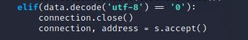 elif(data.decode('utf-8') == '0'):
    connection.close()
    connection, address = s.accept()